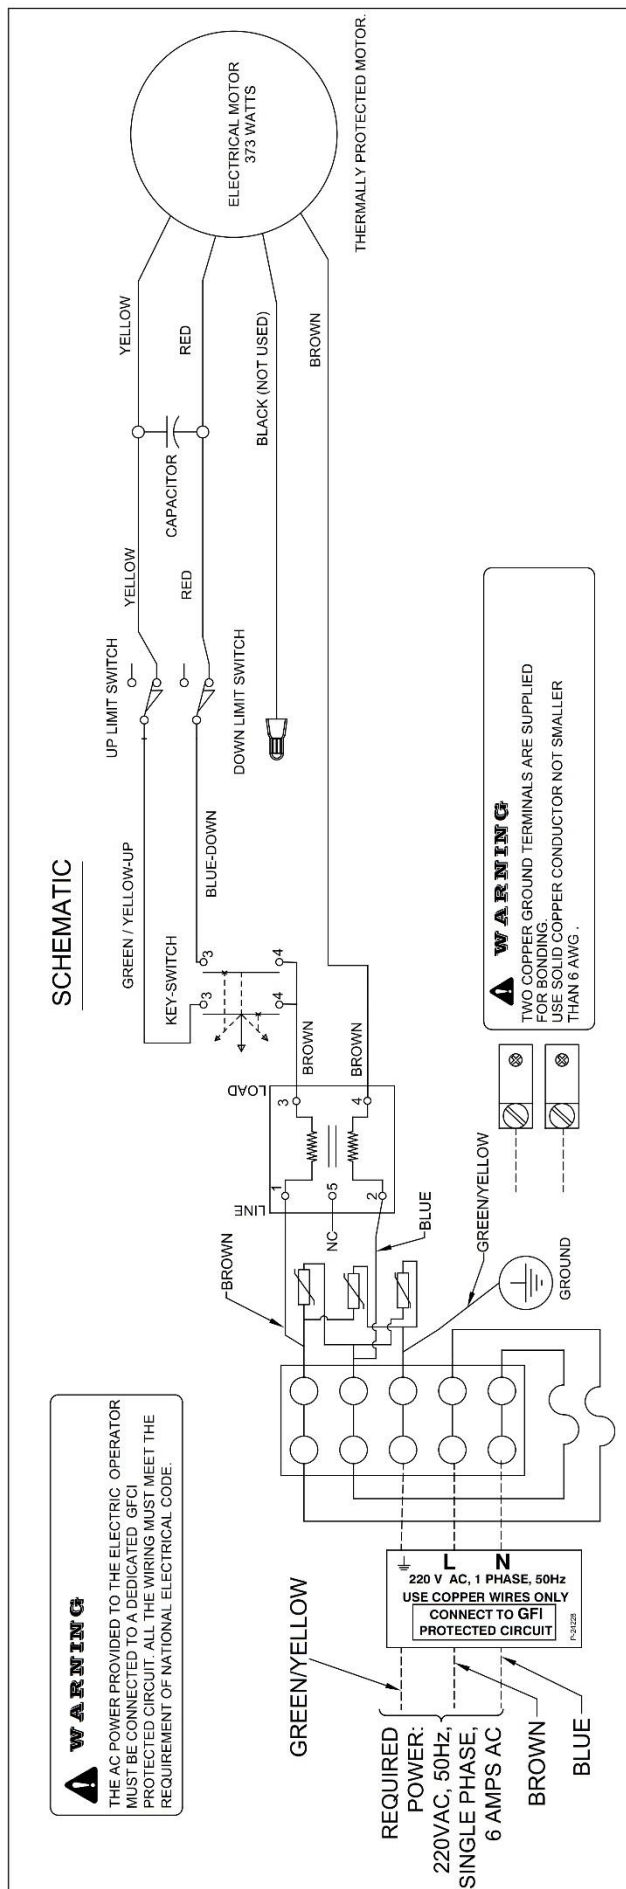 WARNING
THE AC POWER PROVIDED TO THE ELECTRIC OPERATOR
MUST BE CONNECTED TO A DEDICATED GFCI
PROTECTED CIRCUIT. ALL THE WIRING MUST MEET THE
REQUIREMENT OF NATIONAL ELECTRICAL CODE.
SCHEMATIC
GREEN / YELLOW-UP
UP LIMIT SWITCH
YELLOW
YELLOW
KEY-SWITCH
3
3
4
4
BLUE-DOWN
RED
RED
CAPACITOR
DOWN LIMIT SWITCH
ELECTRICAL MOTOR
373 WATTS
BLACK (NOT USED)
BROWN
THERMALLY PROTECTED MOTOR.
BROWN
BROWN
LINE
LOAD
1
3
5
2
4
NC
BROWN
BLUE
GREEN/YELLOW
GROUND
GREEN/YELLOW
REQUIRED
POWER:
220VAC, 50Hz,
SINGLE PHASE,
6 AMPS AC
BROWN
BLUE
L
N
220 V AC, 1 PHASE, 50Hz
USE COPPER WIRES ONLY
CONNECT TO GFI
PROTECTED CIRCUIT
P-24228
WARNING
TWO COPPER GROUND TERMINALS ARE SUPPLIED
FOR BONDING.
USE SOLID COPPER CONDUCTOR NOT SMALLER
THAN 6 AWG .